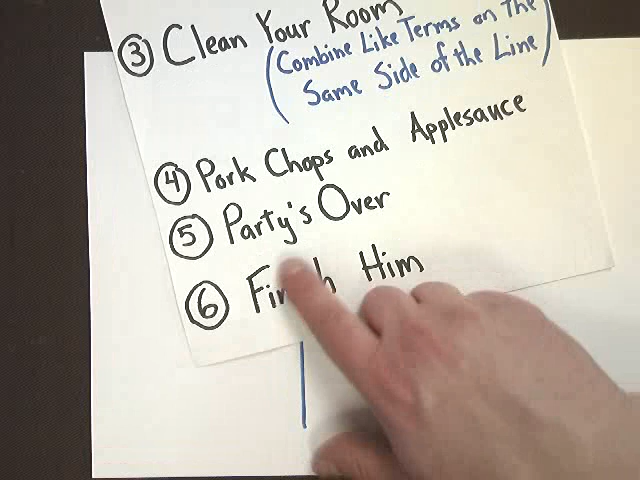 ③ Clean Your Room
(Combine Like Terms on The
Same Side of the Line)
④ Pork Chops and Applesauce
⑤ Party's Over
⑥ Him